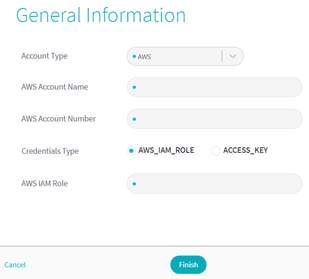 General Information
Account Type
AWS
AWS Account Name
AWS Account Number
Credentials Type
AWS_IAM_ROLE ACCESS_KEY
AWS IAM Role
Cancel Finish